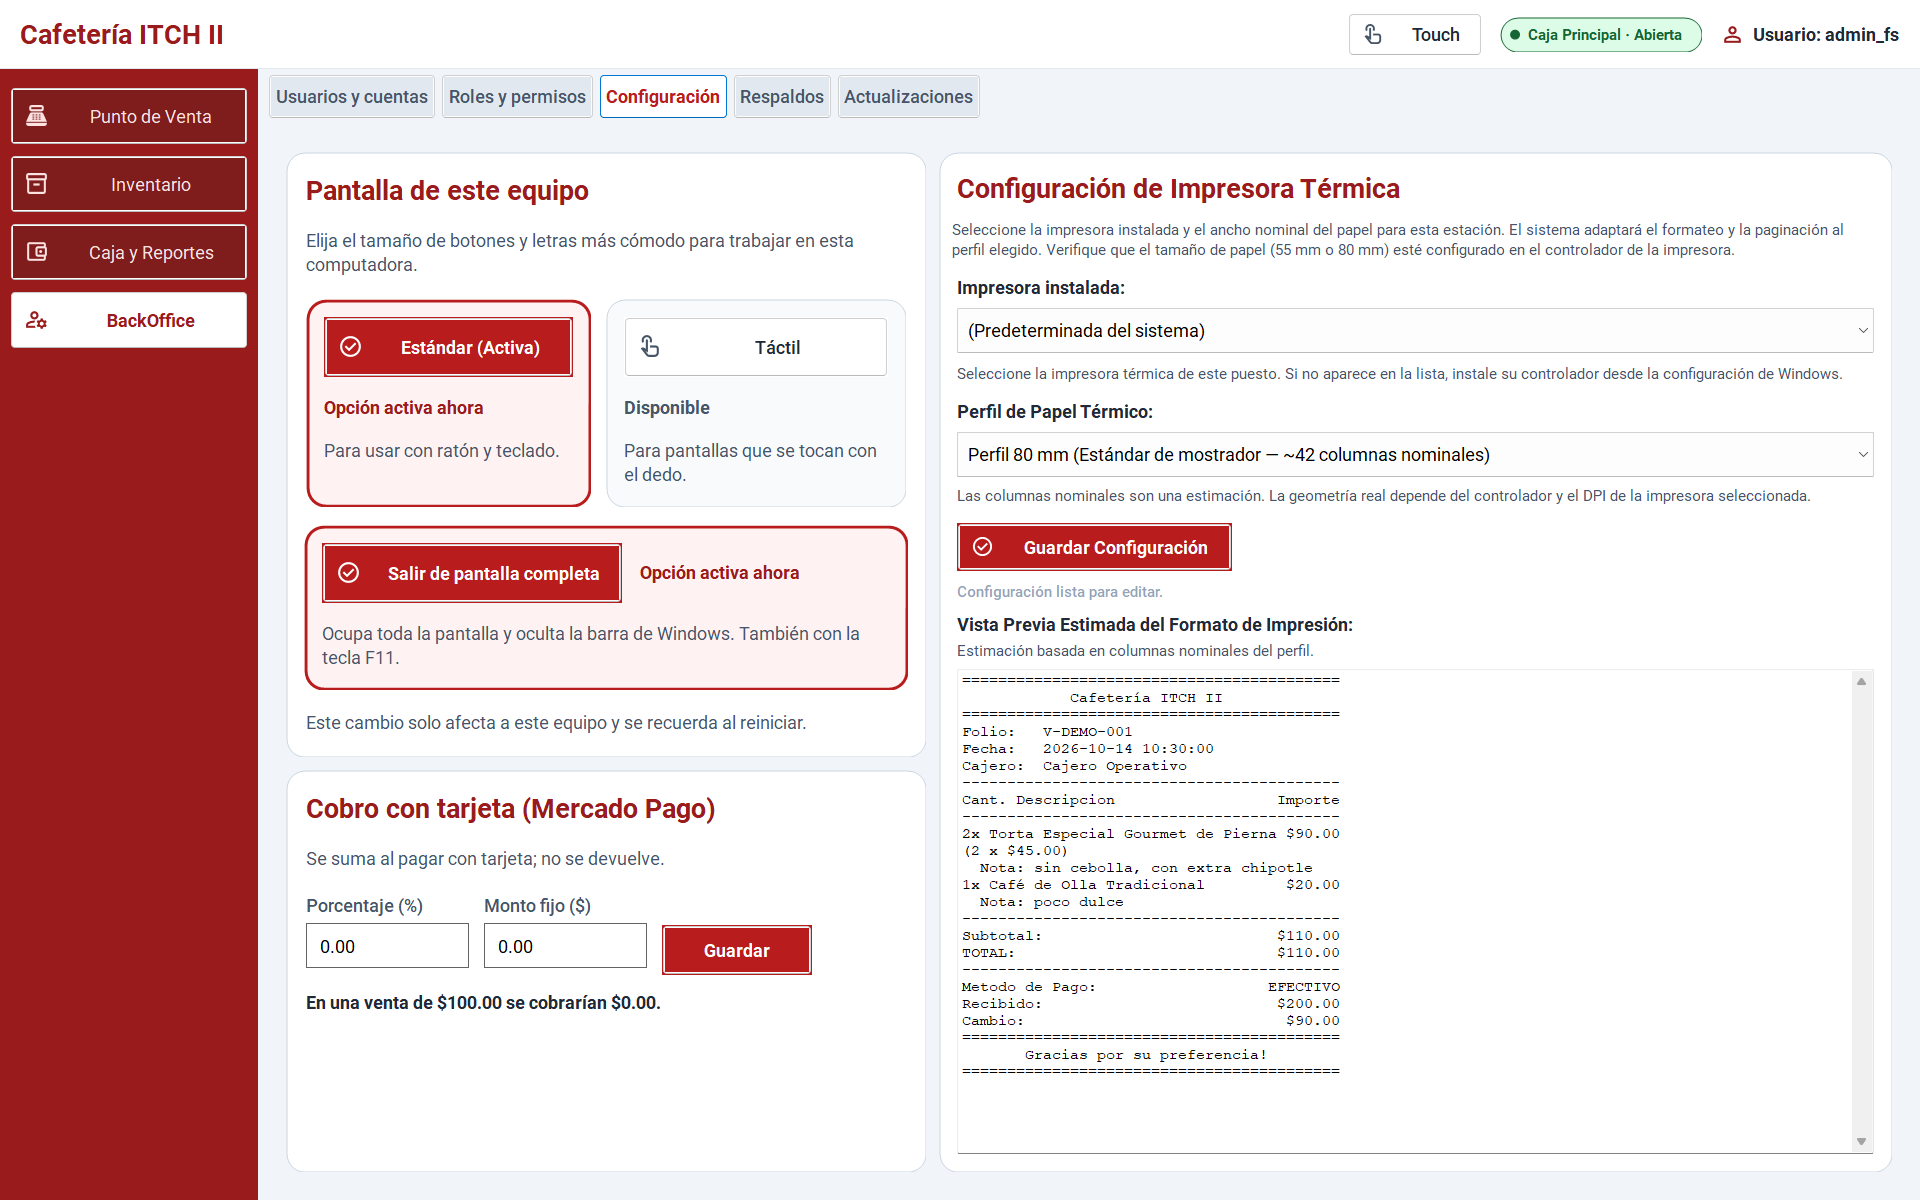 Cafetería ITCH II
Touch
Caja Principal · Abierta
Usuario: admin_fs
Punto de Venta
Inventario
Caja y Reportes
BackOffice
Usuarios y cuentas
Roles y permisos
Configuración
Respaldos
Actualizaciones
Pantalla de este equipo
Elija el tamaño de botones y letras más cómodo para trabajar en esta
computadora.
Estándar (Activa)
Opción activa ahora
Para usar con ratón y teclado.
Táctil
Disponible
Para pantallas que se tocan con
el dedo.
Salir de pantalla completa
Opción activa ahora
Ocupa toda la pantalla y oculta la barra de Windows. También con la
tecla F11.
Este cambio solo afecta a este equipo y se recuerda al reiniciar.
Cobro con tarjeta (Mercado Pago)
Se suma al pagar con tarjeta; no se devuelve.
Porcentaje (%)
Monto fijo ($)
0.00
0.00
Guardar
En una venta de $100.00 se cobrarían $0.00.
Configuración de Impresora Térmica
Seleccione la impresora instalada y el ancho nominal del papel para esta estación. El sistema adaptará el formateo y la paginación al
perfil elegido. Verifique que el tamaño de papel (55 mm o 80 mm) esté configurado en el controlador de la impresora.
Impresora instalada:
(Predeterminada del sistema)
Seleccione la impresora térmica de este puesto. Si no aparece en la lista, instale su controlador desde la configuración de Windows.
Perfil de Papel Térmico:
Perfil 80 mm (Estándar de mostrador — ~42 columnas nominales)
Las columnas nominales son una estimación. La geometría real depende del controlador y el DPI de la impresora seleccionada.
Guardar Configuración
Configuración lista para editar.
Vista Previa Estimada del Formato de Impresión:
Estimación basada en columnas nominales del perfil.
==========================================
Cafetería ITCH II
==========================================
Folio: V-DEMO-001
Fecha: 2026-10-14 10:30:00
Cajero: Cajero Operativo
------------------------------------------
Cant. Descripcion Importe
------------------------------------------
2x Torta Especial Gourmet de Pierna $90.00
(2 x $45.00)
Nota: sin cebolla, con extra chipotle
1x Café de Olla Tradicional $20.00
Nota: poco dulce
------------------------------------------
Subtotal: $110.00
TOTAL: $110.00
------------------------------------------
Metodo de Pago: EFECTIVO
Recibido: $200.00
Cambio: $90.00
==========================================
Gracias por su preferencia!
==========================================